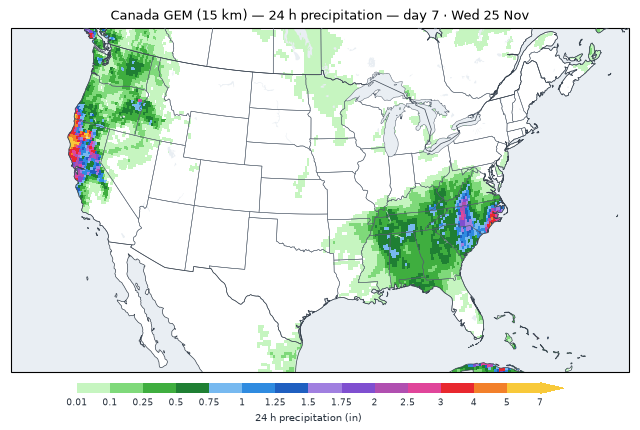 Canada GEM (15 km) — 24 h precipitation — day 7 · Wed 25 Nov
0.01 0.1 0.25 0.5 0.75 1 1.25 1.5 1.75 2 2.5 3 4 5 7
24 h precipitation (in)